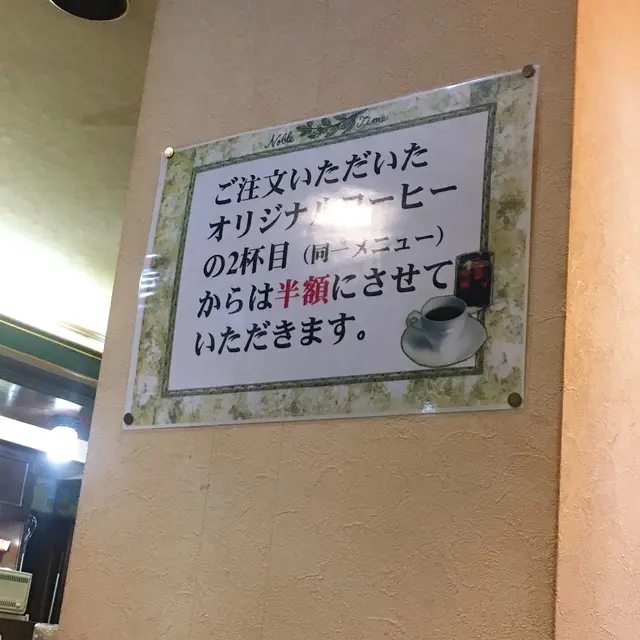 Noble Time
ご注文いただいた
オリジナルコーヒー
の2杯目（同一メニュー）
からは半額にさせて
いただきます。